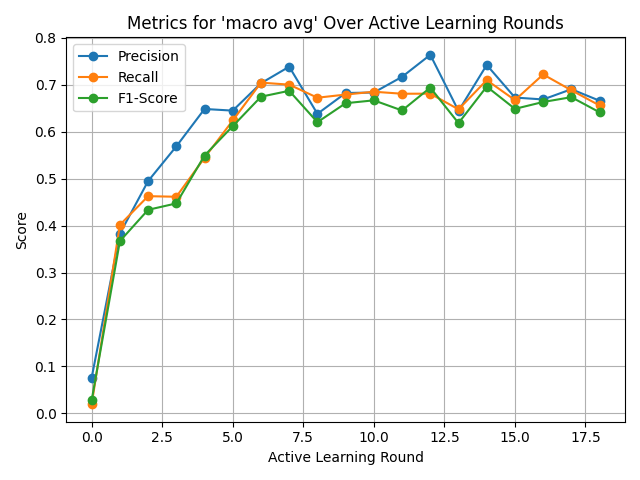 Metrics for 'macro avg' Over Active Learning Rounds
Precision
Recall
F1-Score
Score
0.8
0.7
0.6
0.5
0.4
0.3
0.2
0.1
0.0
0.0 2.5 5.0 7.5 10.0 12.5 15.0 17.5
Active Learning Round